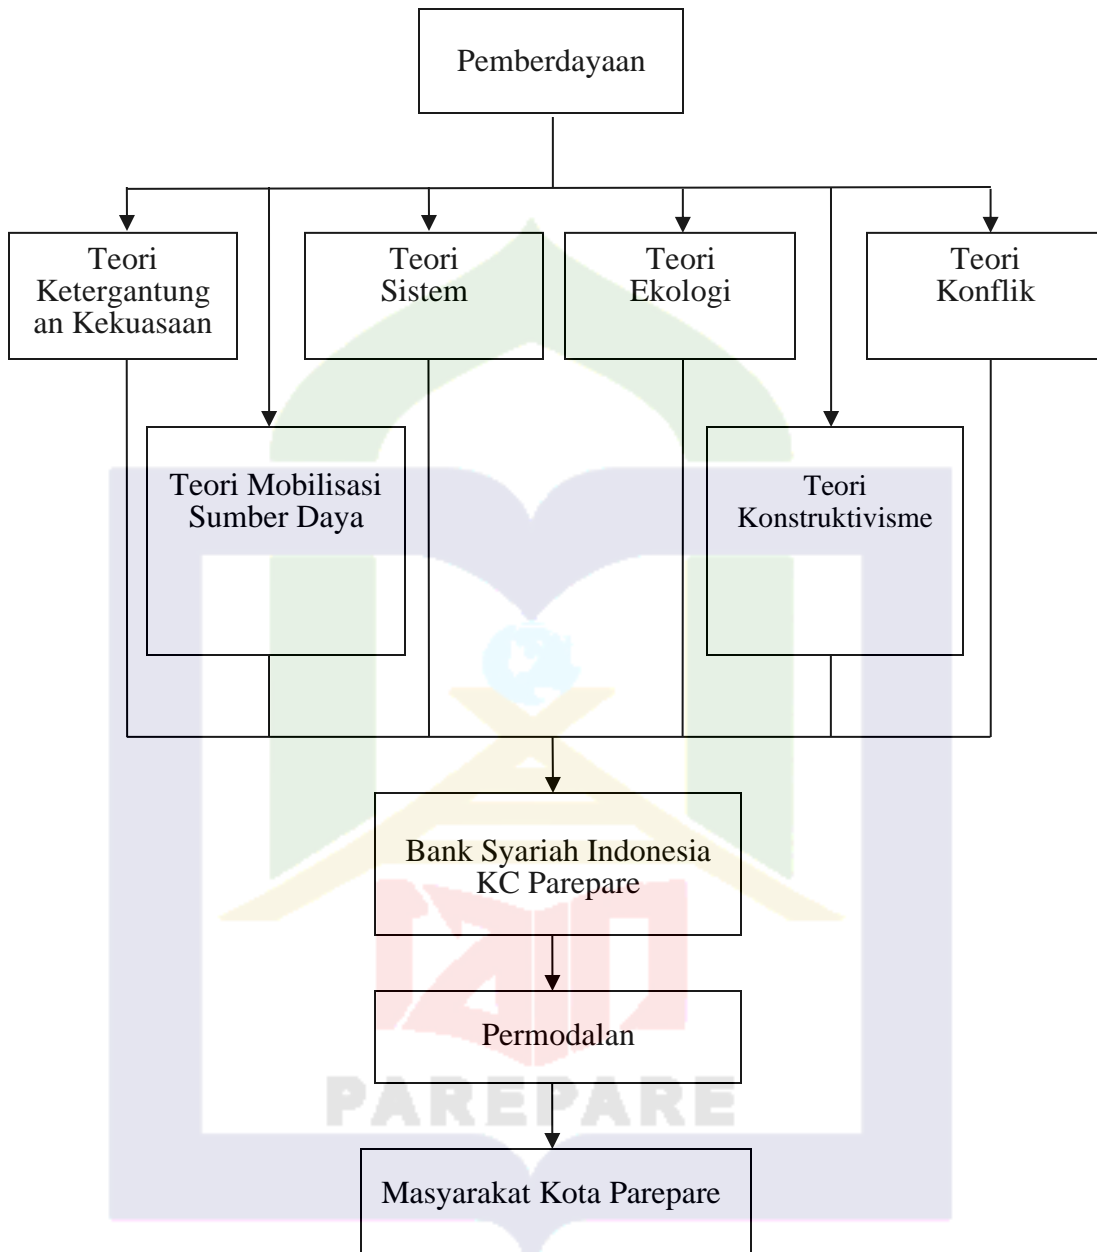 Pemberdayaan
Teori
Ketergantung
an Kekuasaan
Teori
Sistem
Teori
Ekologi
Teori
Konflik
Teori Mobilisasi
Sumber Daya
Teori
Konstruktivisme
Bank Syariah Indonesia
KC Parepare
Permodalan
PAREPARE
Masyarakat Kota Parepare